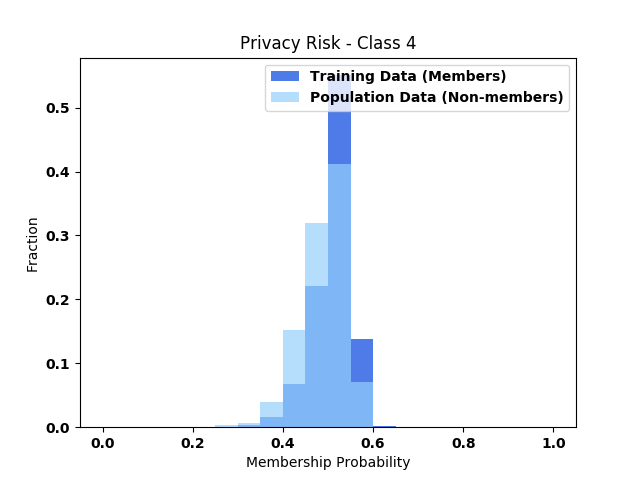 Privacy Risk - Class 4
Training Data (Members)
Population Data (Non-members)
0.5
0.4
0.3
0.2
0.1
0.0
Fraction
0.0 0.2 0.4 0.6 0.8 1.0
Membership Probability